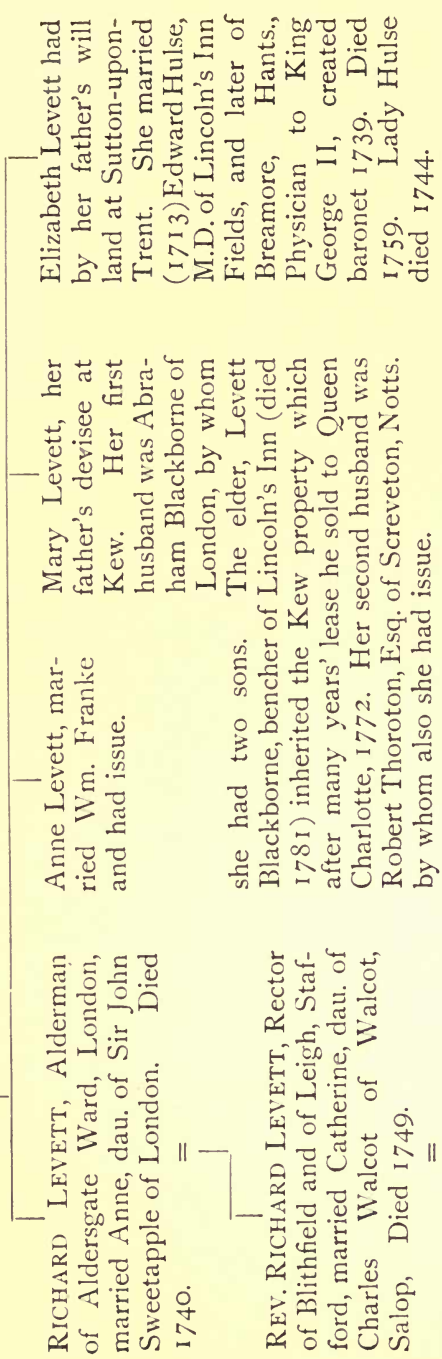 RICHARD LEVETT, Alderman
of Aldersgate Ward, London,
married Anne, dau. of Sir John
Sweetapple of London. Died
1740.
=
REV. RICHARD LEVETT, Rector
of Blithfield and of Leigh, Staf-
ford, married Catherine, dau. of
Charles Walcot of Walcot,
Salop, Died 1749.
=
Anne Levett, mar-
ried Wm. Franke
and had issue.
Mary Levett, her
father's devisee at
Kew. Her first
husband was Abra-
ham Blackborne of
London, by whom
she had two sons. The elder, Levett
Blackborne, bencher of Lincoln's Inn (died
1781) inherited the Kew property which
after many years' lease he sold to Queen
Charlotte, 1772. Her second husband was
Robert Thoroton, Esq. of Screveton, Notts.
by whom also she had issue.
Elizabeth Levett had
by her father's will
land at Sutton-upon-
Trent. She married
(1713) Edward Hulse,
M.D. of Lincoln's Inn
Fields, and later of
Breamore, Hants.,
Physician to King
George II, created
baronet 1739. Died
1759. Lady Hulse
died 1744.